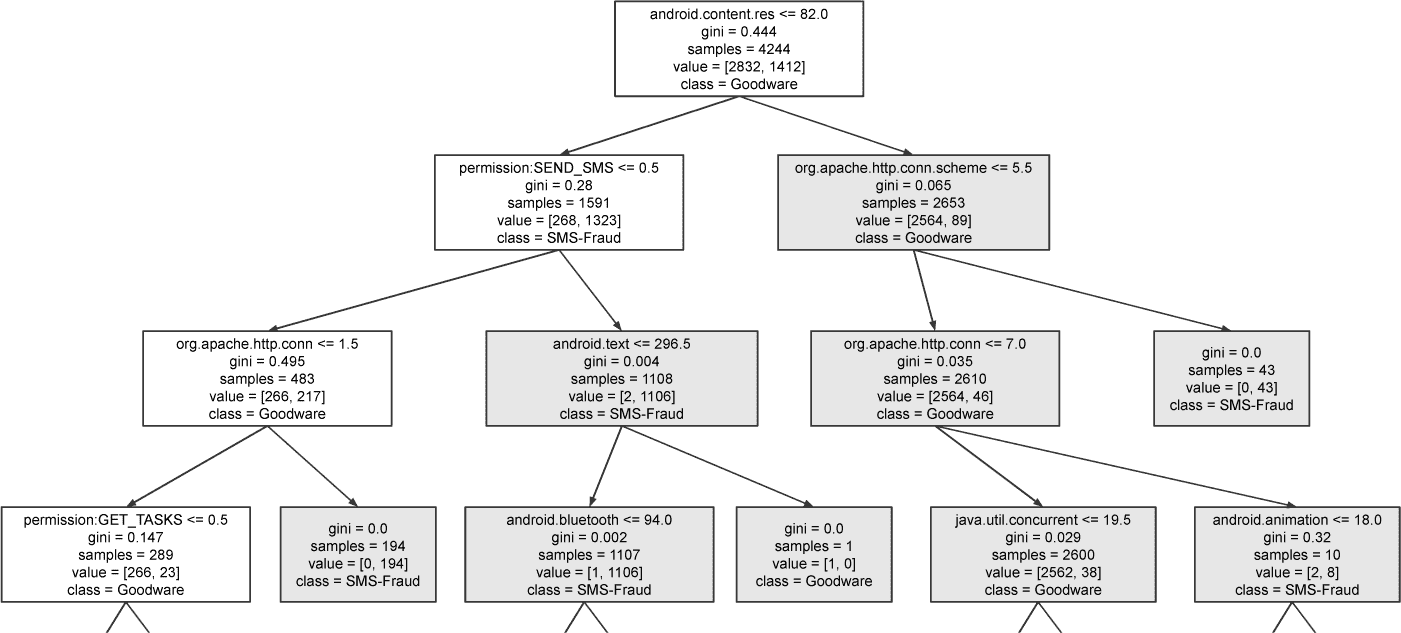 android.content.res <= 82.0
gini = 0.444
samples = 4244
value = [2832, 1412]
class = Goodware
permission:SEND_SMS <= 0.5
gini = 0.28
samples = 1591
value = [268, 1323]
class = SMS-Fraud
org.apache.http.conn.scheme <= 5.5
gini = 0.065
samples = 2653
value = [2564, 89]
class = Goodware
org.apache.http.conn <= 1.5
gini = 0.495
samples = 483
value = [266, 217]
class = Goodware
android.text <= 296.5
gini = 0.004
samples = 1108
value = [2, 1106]
class = SMS-Fraud
org.apache.http.conn <= 7.0
gini = 0.035
samples = 2610
value = [2564, 46]
class = Goodware
gini = 0.0
samples = 43
value = [0, 43]
class = SMS-Fraud
permission:GET_TASKS <= 0.5
gini = 0.147
samples = 289
value = [266, 23]
class = Goodware
gini = 0.0
samples = 194
value = [0, 194]
class = SMS-Fraud
android.bluetooth <= 94.0
gini = 0.002
samples = 1107
value = [1, 1106]
class = SMS-Fraud
gini = 0.0
samples = 1
value = [1, 0]
class = Goodware
java.util.concurrent <= 19.5
gini = 0.029
samples = 2600
value = [2562, 38]
class = Goodware
android.animation <= 18.0
gini = 0.32
samples = 10
value = [2, 8]
class = SMS-Fraud